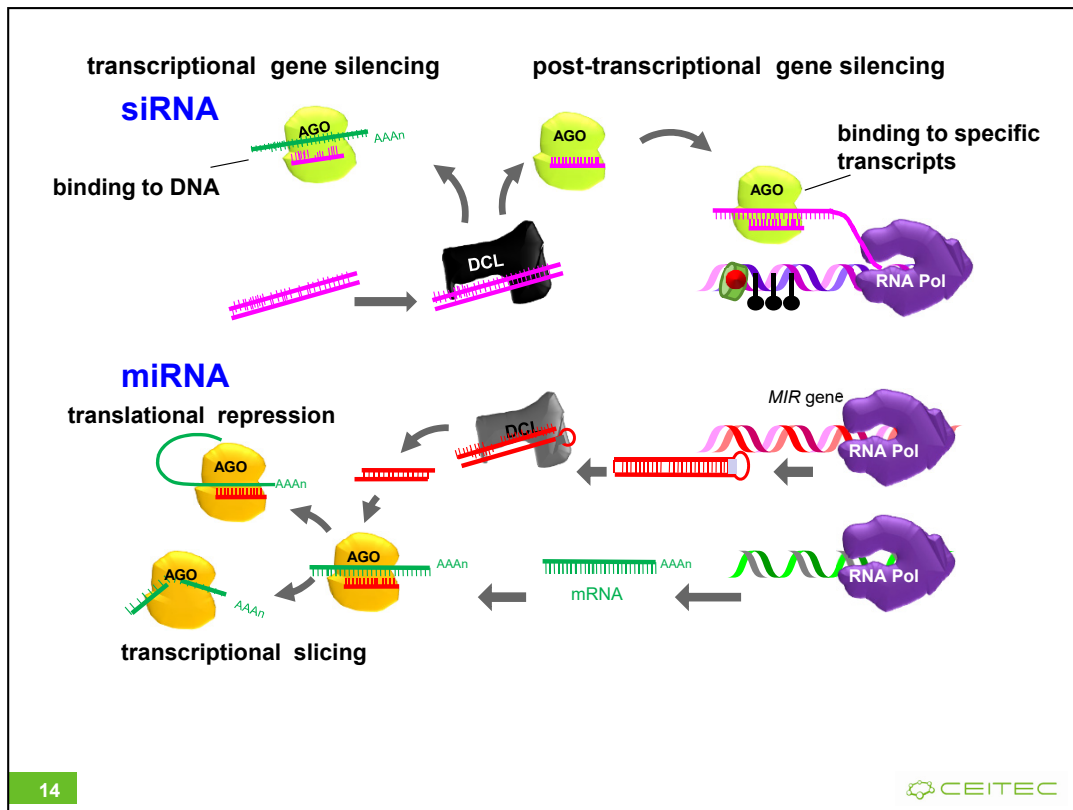 transcriptional gene silencing
post-transcriptional gene silencing
siRNA
AGO
AAAn
AGO
binding to specific
transcripts
binding to DNA
AGO
DCL
RNA Pol
miRNA
translational repression
MIR gene
DCL
RNA Pol
AGO
AAAn
AGO
AAAn
AAAn
mRNA
RNA Pol
AGO
AAAn
transcriptional slicing
14
CEITEC